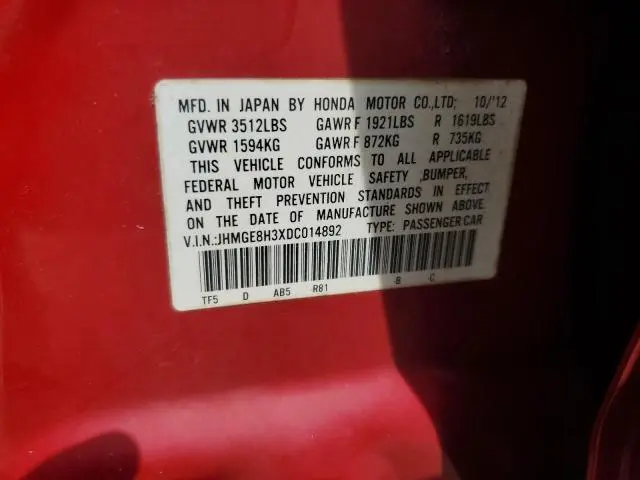 MFD. IN JAPAN BY HONDA MOTOR CO.,LTD; 10/'12
GVWR 3512LBS GAWR F 1921LBS R 1619LBS
GVWR 1594KG GAWR F 872KG R 735KG
THIS VEHICLE CONFORMS TO ALL APPLICABLE
FEDERAL MOTOR VEHICLE SAFETY ,BUMPER,
AND THEFT PREVENTION STANDARDS IN EFFECT
ON THE DATE OF MANUFACTURE SHOWN ABOVE.
V.I.N.:JHMGE8H3XDC014892 TYPE: PASSENGER CAR
TF5 D AB5 R81 B C